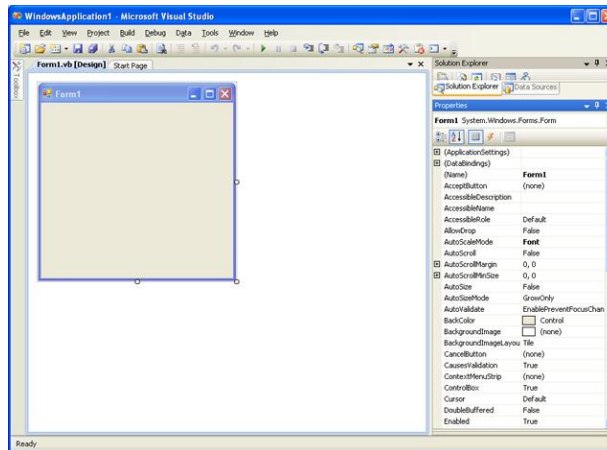 WindowsApplication1 - Microsoft Visual Studio
File Edit View Project Build Debug Data Tools Window Help
Form1.vb [Design] Start Page
Toolbox
Form1
Solution Explorer
Solution Explorer Data Sources
Properties
Form1 System.Windows.Forms.Form
(ApplicationSettings)
(DataBindings)
(Name) Form1
AcceptButton (none)
AccessibleDescription
AccessibleName
AccessibleRole Default
AllowDrop False
AutoScaleMode Font
AutoScroll False
AutoScrollMargin 0, 0
AutoScrollMinSize 0, 0
AutoSize False
AutoSizeMode GrowOnly
AutoValidate EnablePreventFocusChan
BackColor Control
BackgroundImage (none)
BackgroundImageLayou Tile
CancelButton (none)
CausesValidation True
ContextMenuStrip (none)
ControlBox True
Cursor Default
DoubleBuffered False
Enabled True
Ready